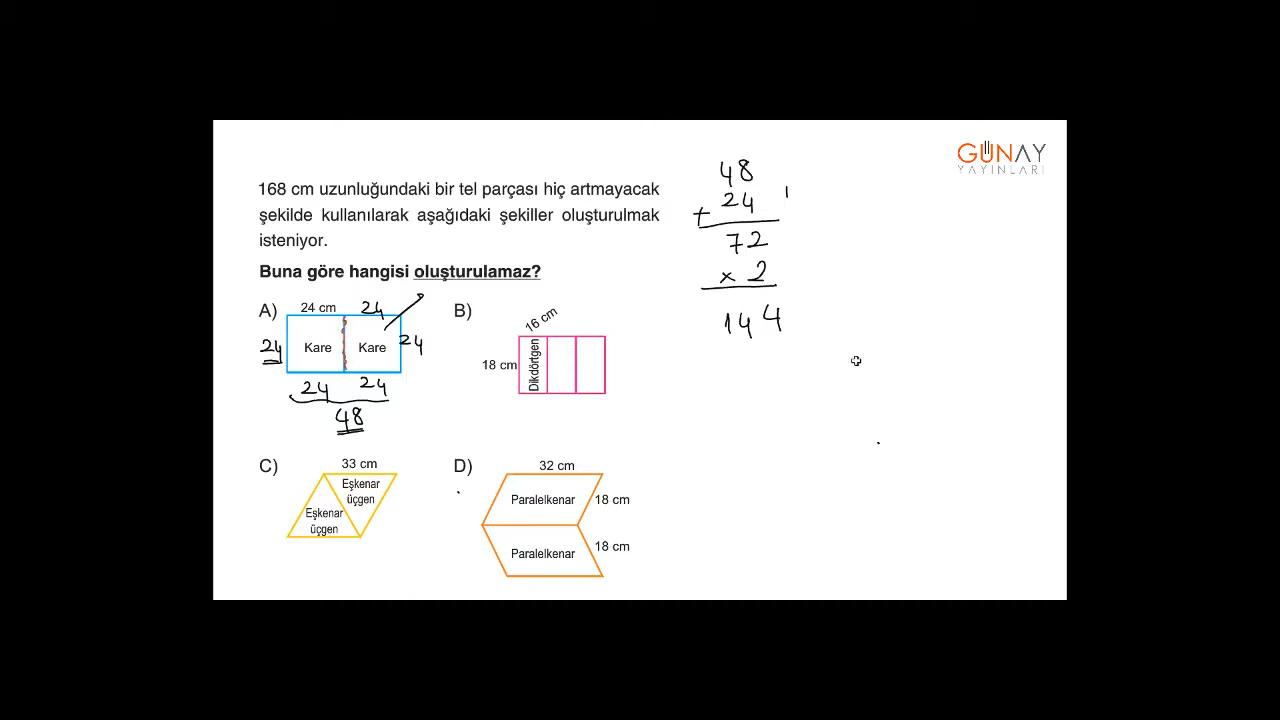 GÜNAY
YAYINLARI
168 cm uzunluğundaki bir tel parçası hiç artmayacak
şekilde kullanılarak aşağıdaki şekiller oluşturulmak
isteniyor.
Buna göre hangisi oluşturulamaz?
48
+ 24
72
x 2
144
A)
24 cm
24
24
Kare
Kare
24
24
24
48
B)
16 cm
18 cm
Dikdörtgen
C)
33 cm
Eşkenar
üçgen
Eşkenar
üçgen
D)
32 cm
Paralelkenar
18 cm
Paralelkenar
18 cm